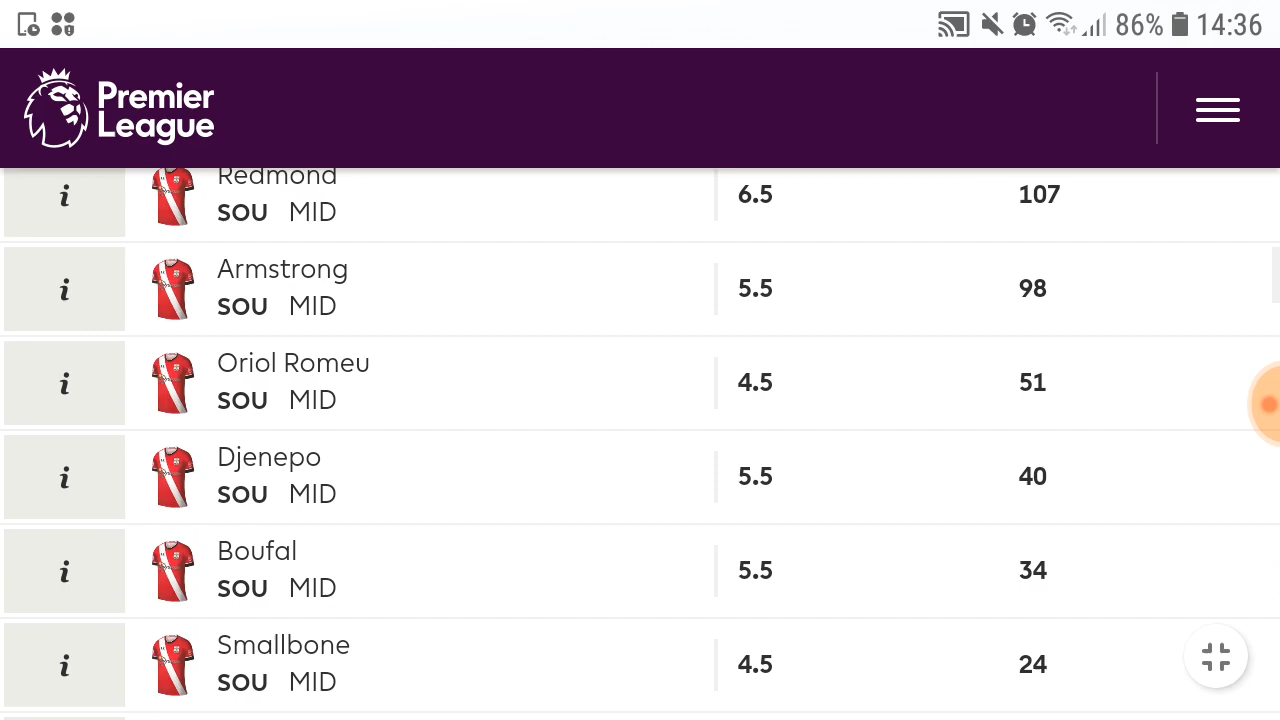 86% 14:36
Premier
League
i Redmond 6.5 107
SOU MID
i Armstrong 5.5 98
SOU MID
i Oriol Romeu 4.5 51
SOU MID
i Djenepo 5.5 40
SOU MID
i Boufal 5.5 34
SOU MID
i Smallbone 4.5 24
SOU MID